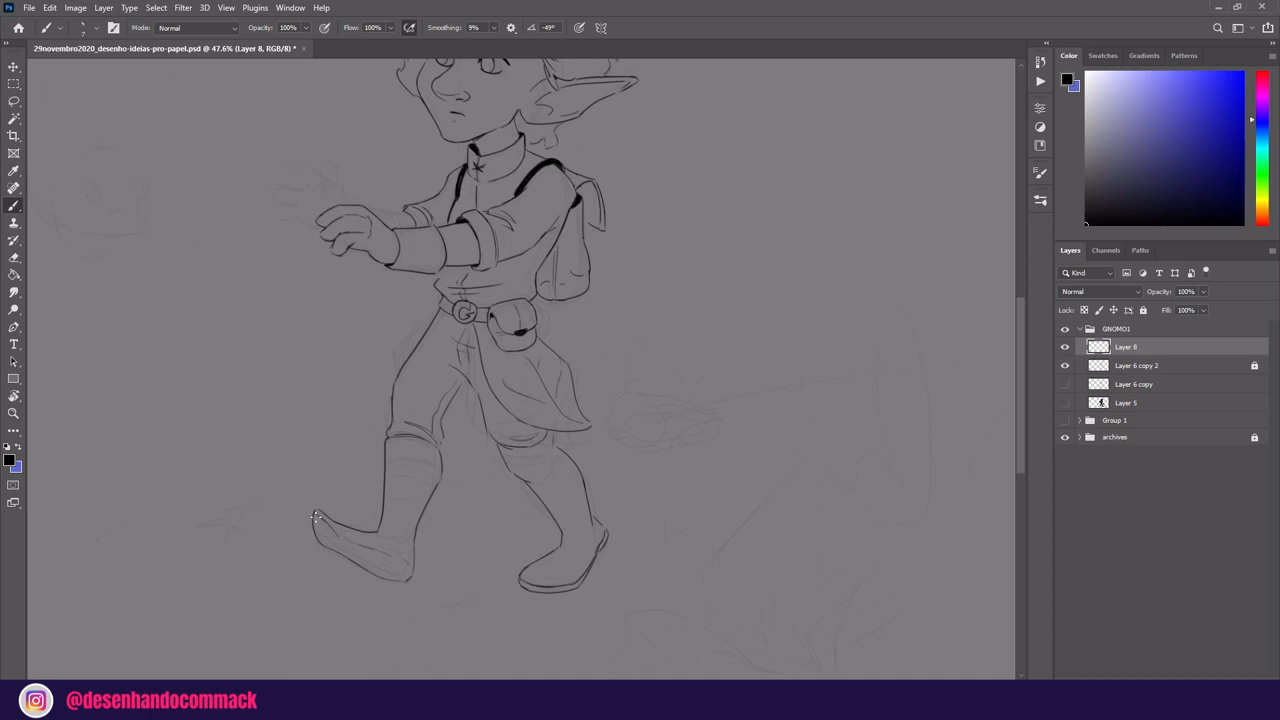 File Edit Image Layer Type Select Filter 3D View Plugins Window Help
7 Mode: Normal Opacity: 100% Flow: 100% Smoothing: 9% -49°
29novembro2020_desenho-ideias-pro-papel.psd @ 47.6% (Layer 8, RGB/8) * ×
Color Swatches Gradients Patterns
Layers Channels Paths
Kind
Normal Opacity: 100%
Lock: Fill: 100%
GNOMO1
Layer 8
Layer 6 copy 2
Layer 6 copy
Layer 5
Group 1
archives
G
@desenhandocommack